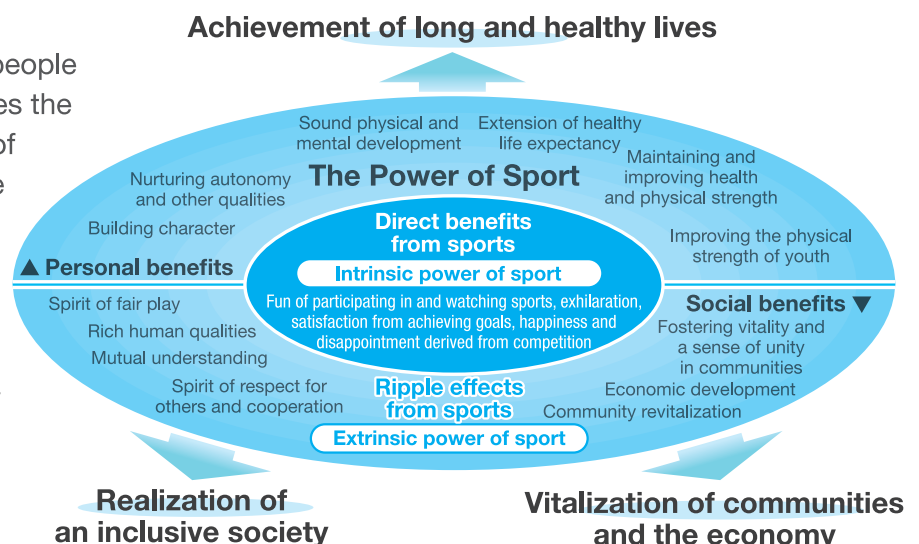 Achievement of long and healthy lives
people
es the
of
e
Sound physical and
mental development
Extension of healthy
life expectancy
Maintaining and
improving health
and physical strength
Nurturing autonomy
and other qualities
The Power of Sport
Building character
Improving the physical
strength of youth
Direct benefits
from sports
Intrinsic power of sport
Fun of participating in and watching sports, exhilaration,
satisfaction from achieving goals, happiness and
disappointment derived from competition
▲ Personal benefits
Social benefits ▼
Spirit of fair play
Rich human qualities
Mutual understanding
Spirit of respect for
others and cooperation
Fostering vitality and
a sense of unity
in communities
Economic development
Community revitalization
Ripple effects
from sports
Extrinsic power of sport
Realization of
an inclusive society
Vitalization of communities
and the economy